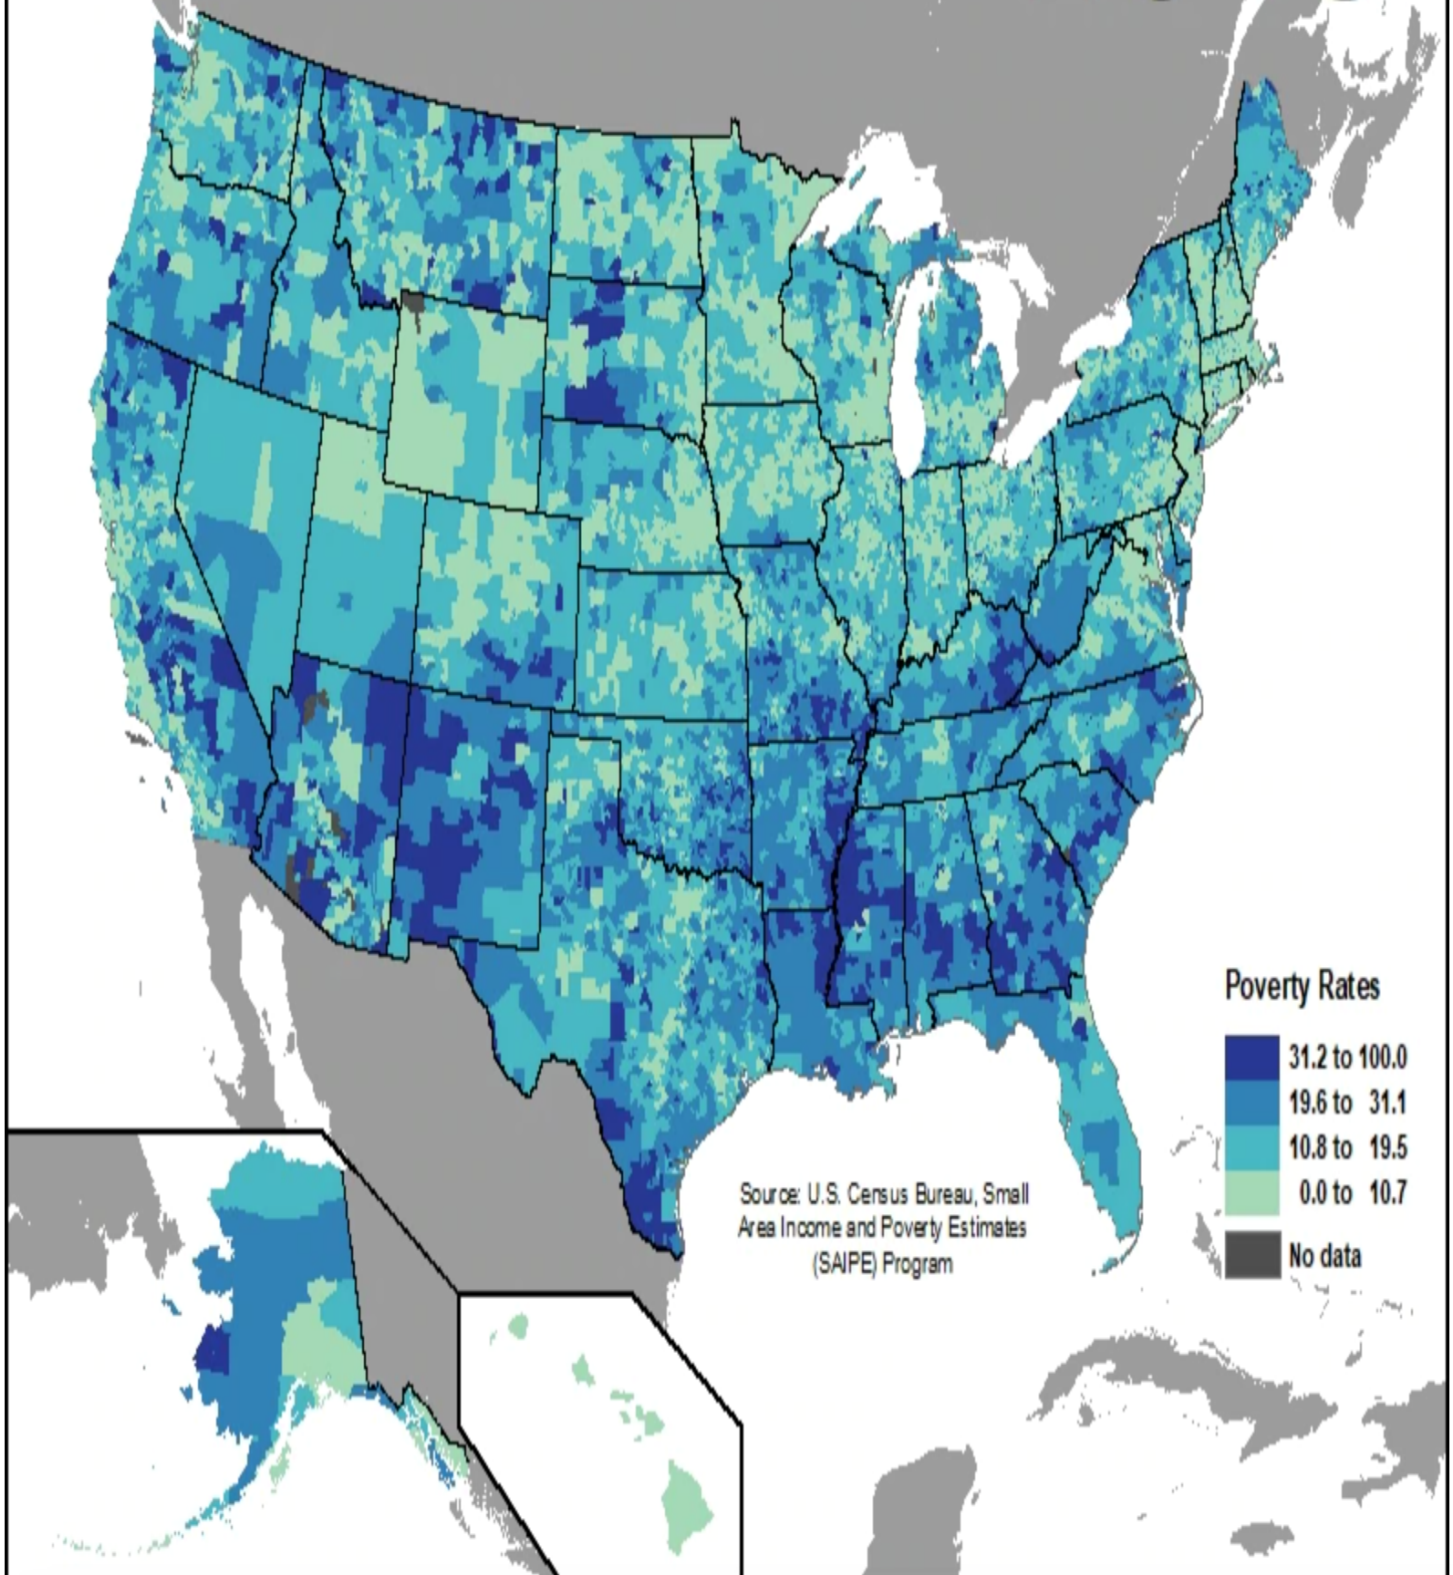 Poverty Rates
31.2 to 100.0
19.6 to 31.1
10.8 to 19.5
0.0 to 10.7
No data
Source: U.S. Census Bureau, Small
Area Income and Poverty Estimates
(SAIPE) Program